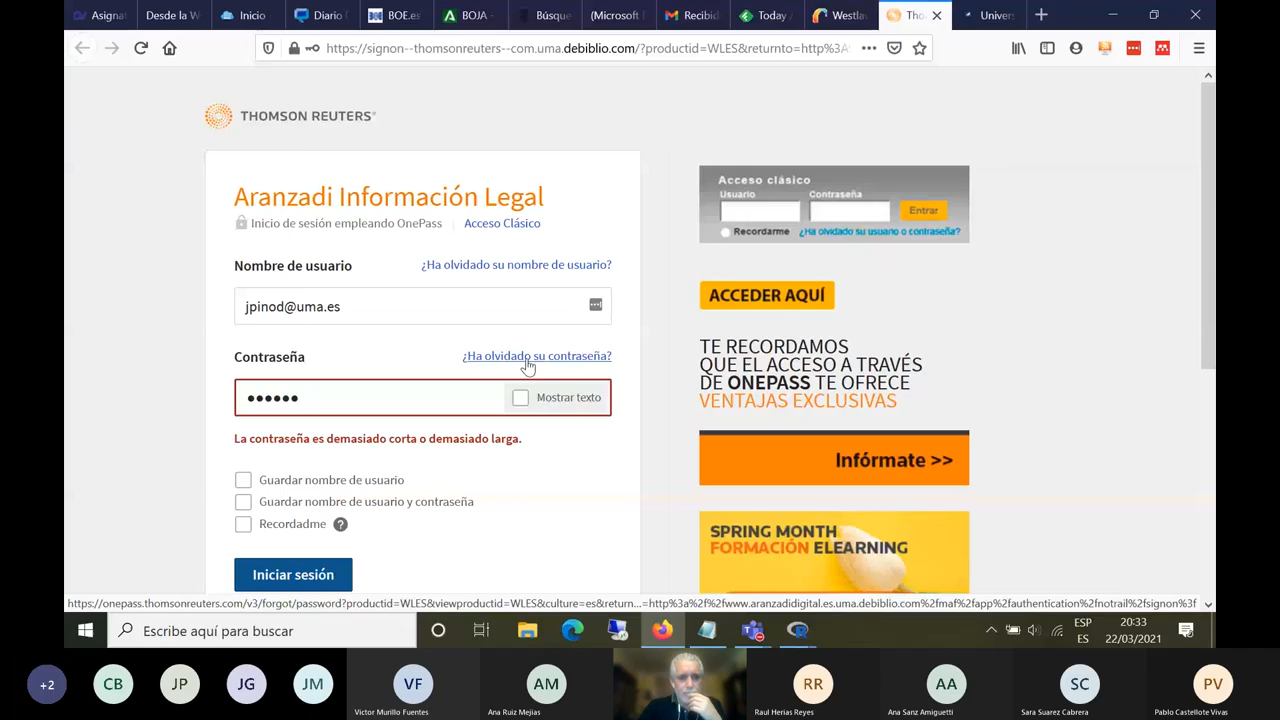 Asignat
Desde la W
Inicio
Diario
BOE.es
BOJA -
Búsque
(Microsoft
Recibid
Today /
Westla
Tho
Univers
https://signon--thomsonreuters--com.uma.debiblio.com/?productid=WLES&returnto=http%3a%
THOMSON REUTERS®
Aranzadi Información Legal
Inicio de sesión empleando OnePass
Acceso Clásico
Nombre de usuario
¿Ha olvidado su nombre de usuario?
jpinod@uma.es
Contraseña
¿Ha olvidado su contraseña?
Mostrar texto
La contraseña es demasiado corta o demasiado larga.
Guardar nombre de usuario
Guardar nombre de usuario y contraseña
Recordadme ?
Iniciar sesión
Acceso clásico
Usuario
Contraseña
Entrar
Recordarme
¿Ha olvidado su usuario o contraseña?
ACCEDER AQUÍ
TE RECORDAMOS
QUE EL ACCESO A TRAVÉS
DE ONEPASS TE OFRECE
VENTAJAS EXCLUSIVAS
Infórmate >>
SPRING MONTH
FORMACIÓN ELEARNING
https://onepass.thomsonreuters.com/v3/forgot/password?productid=WLES&viewproductid=WLES&culture=es&return...=http%3a%2f%2fwww.aranzadidigital.es.uma.debiblio.com%2fmaf%2fapp%2fauthentication%2fnotrail%2fsignon%3f
Escribe aquí para buscar
ESP
ES
20:33
22/03/2021
+2
CB
JP
JG
JM
VF
Victor Murillo Fuentes
AM
Ana Ruiz Mejias
RR
Raul Herias Reyes
AA
Ana Sanz Amiguetti
SC
Sara Suarez Cabrera
PV
Pablo Castellote Vivas